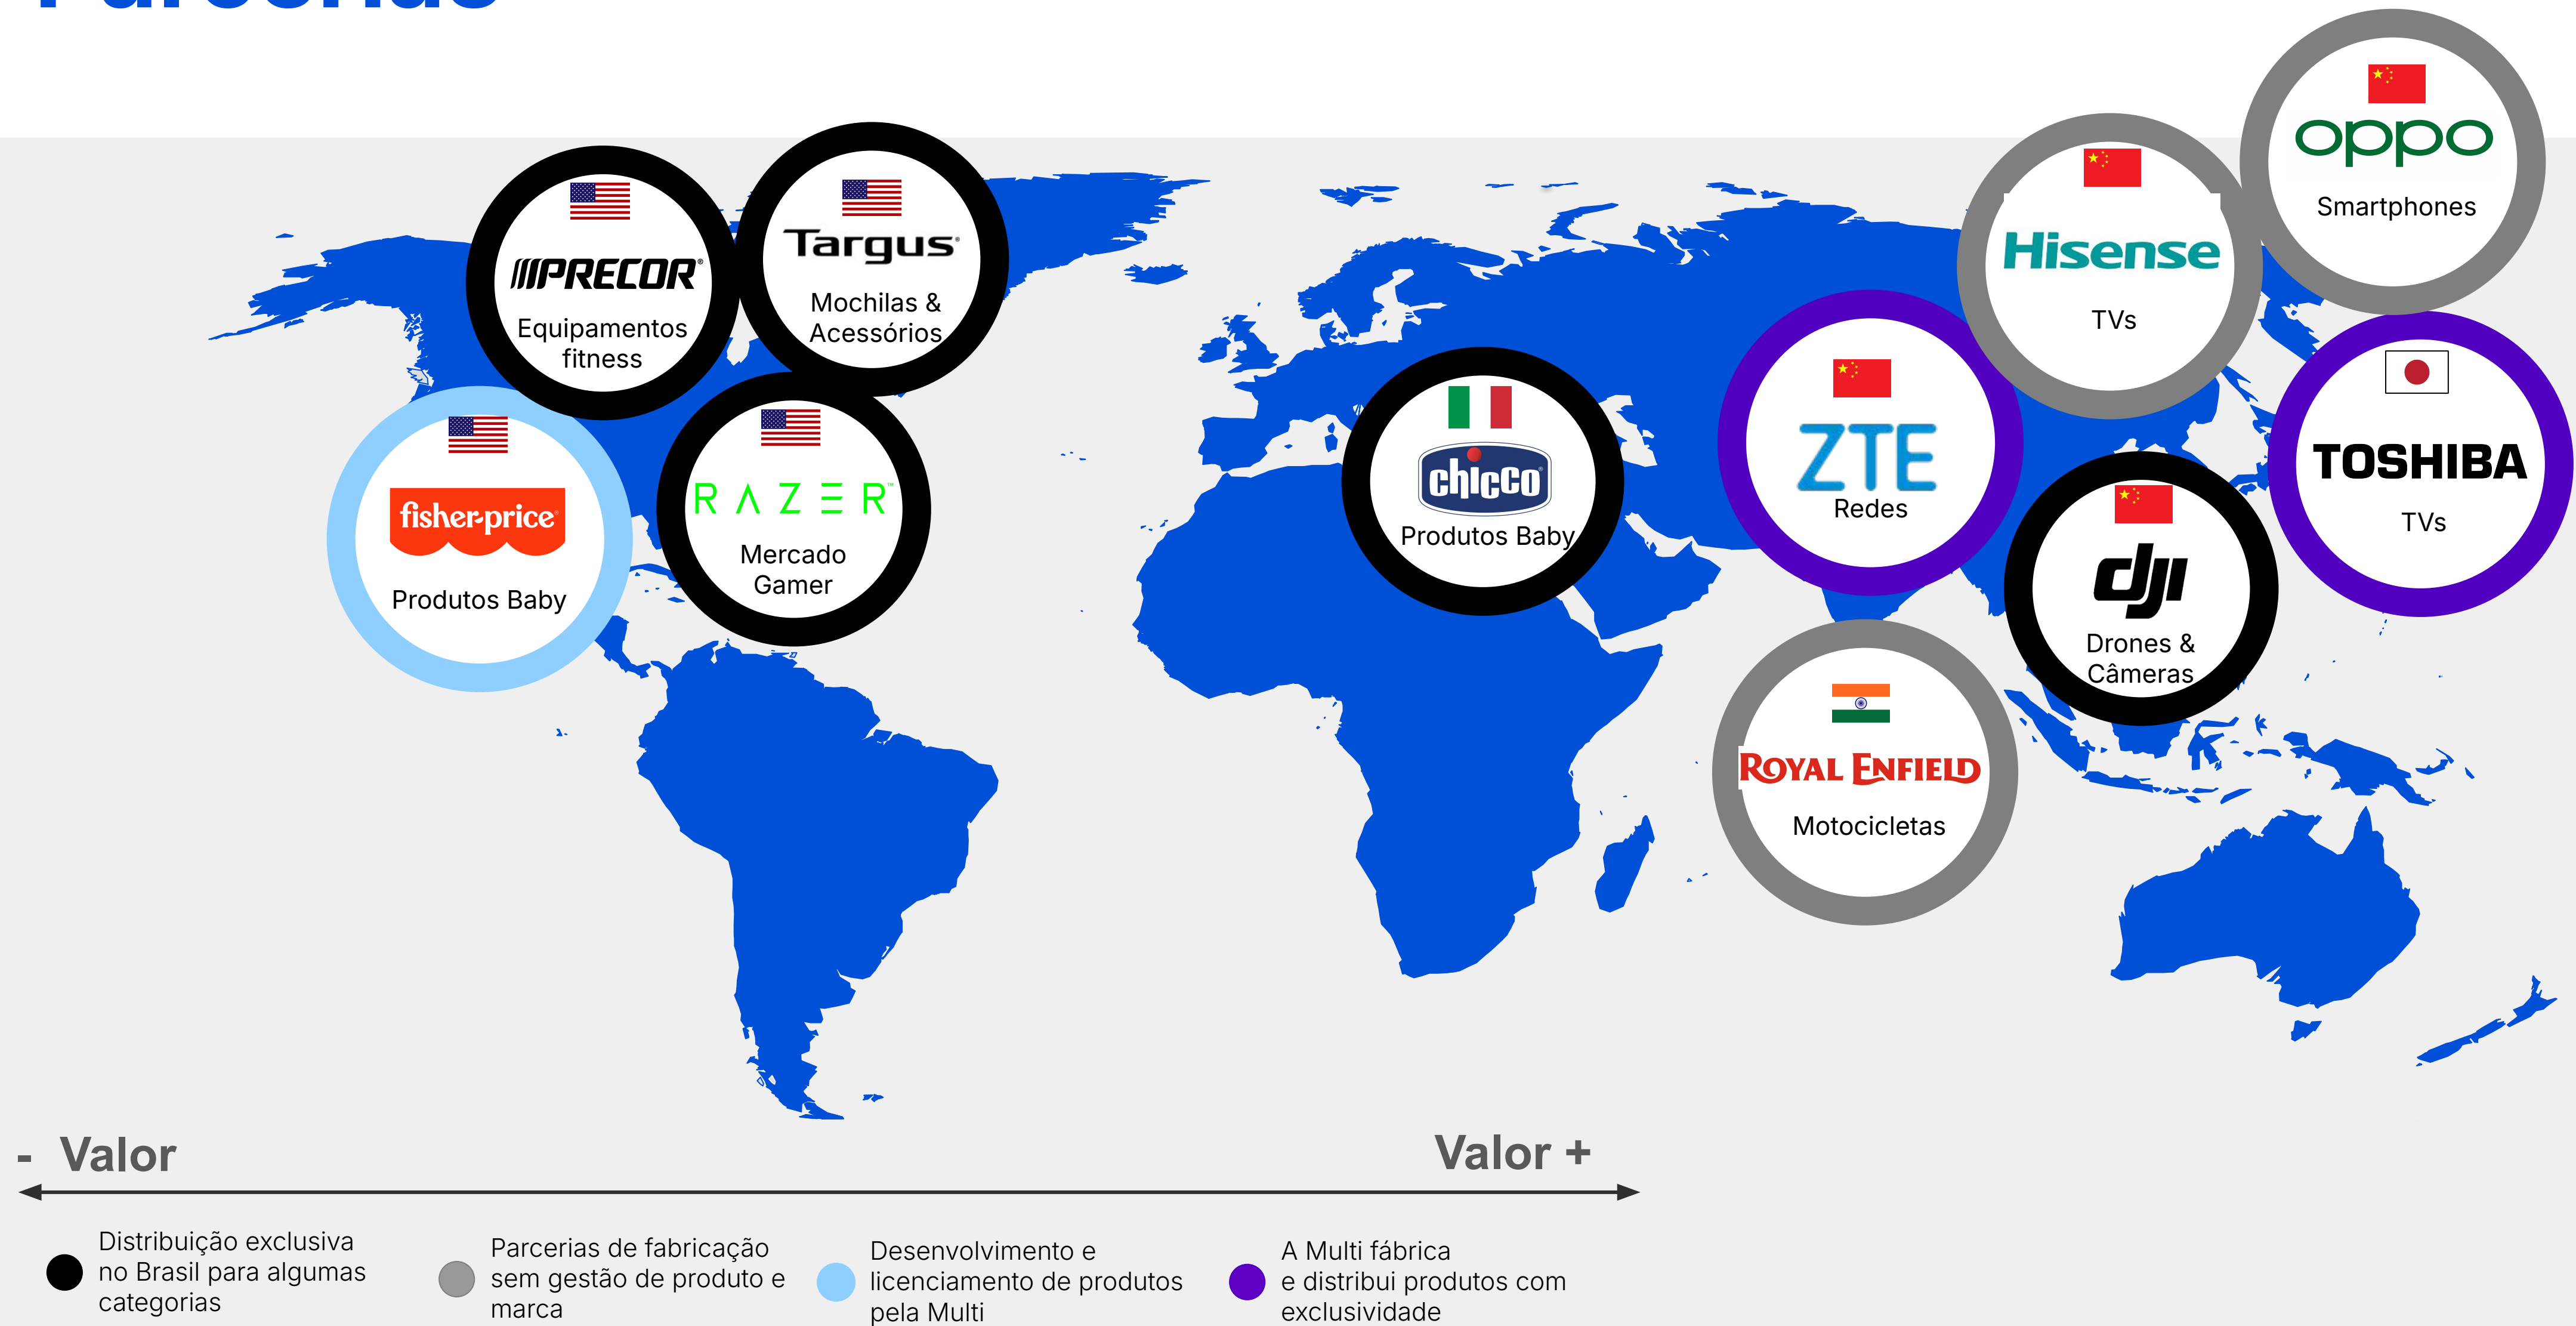 oppo
Smartphones
Hisense
TVs
PRECOR
Equipamentos
fitness
Targus
Mochilas &
Acessórios
fisher-price
Produtos Baby
RAZER
Mercado
Gamer
chicco
Produtos Baby
ZTE
Redes
TOSHIBA
TVs
dji
Drones &
Câmeras
ROYAL ENFIELD
Motocicletas
- Valor
Valor +
Distribuição exclusiva
no Brasil para algumas
categorias
Parcerias de fabricação
sem gestão de produto e
marca
Desenvolvimento e
licenciamento de produtos
pela Multi
A Multi fábrica
e distribui produtos com
exclusividade